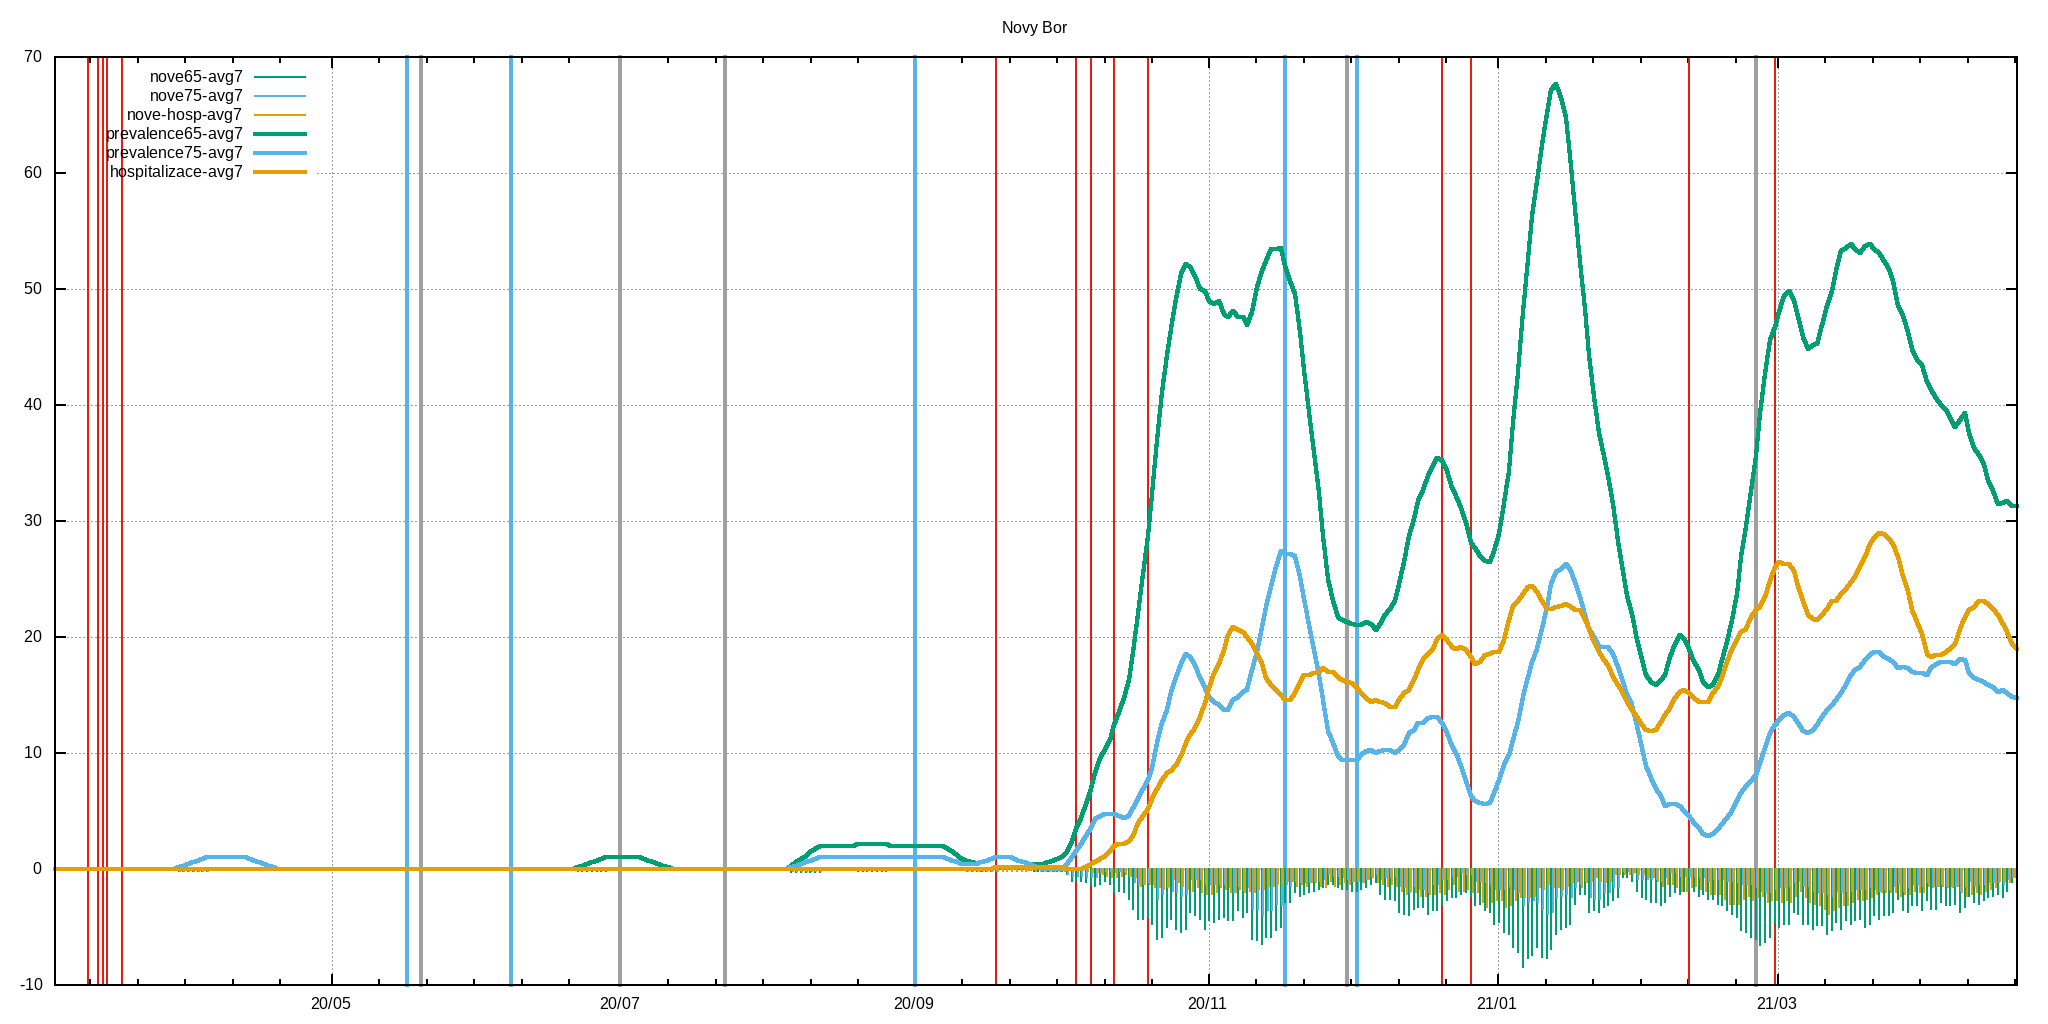 Novy Bor
70
60
50
40
30
20
10
0
-10
nove65-avg7
nove75-avg7
nove-hosp-avg7
prevalence65-avg7
prevalence75-avg7
hospitalizace-avg7
20/05 20/07 20/09 20/11 21/01 21/03